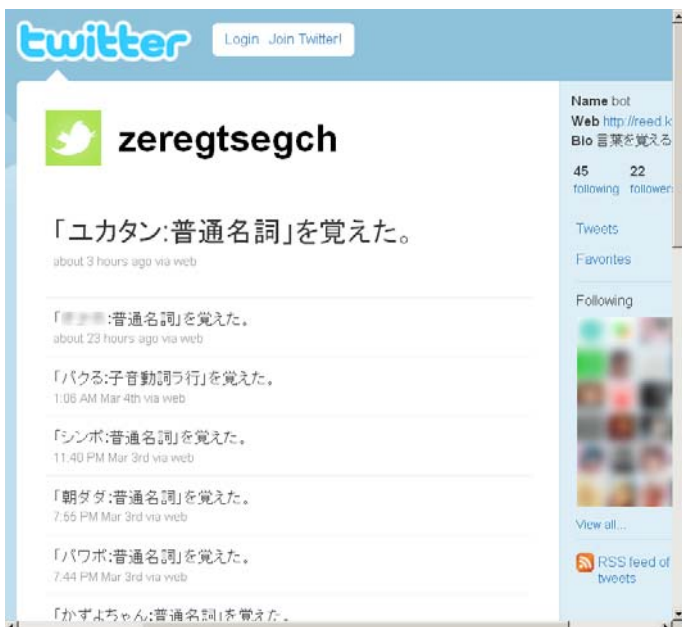 twitter
Login Join Twitter!
zeregtsegch
「ユカタン:普通名詞」を覚えた。
about 3 hours ago via web
:普通名詞」を覚えた。
about 23 hours ago via web
「パクる:子音動詞ラ行」を覚えた。
1:06 AM Mar 4th via web
「シンボ:普通名詞」を覚えた。
11:40 PM Mar 3rd via web
「朝ダダ:普通名詞」を覚えた。
7:55 PM Mar 3rd via web
「パワポ:普通名詞」を覚えた。
7:44 PM Mar 3rd via web
「かずよちゃん:普通名詞」を覚えた。
Name bot
Web http://reed.k
Bio 言葉を覚える
45 22
following follower
Tweets
Favorites
Following
View all...
RSS feed of
tweets